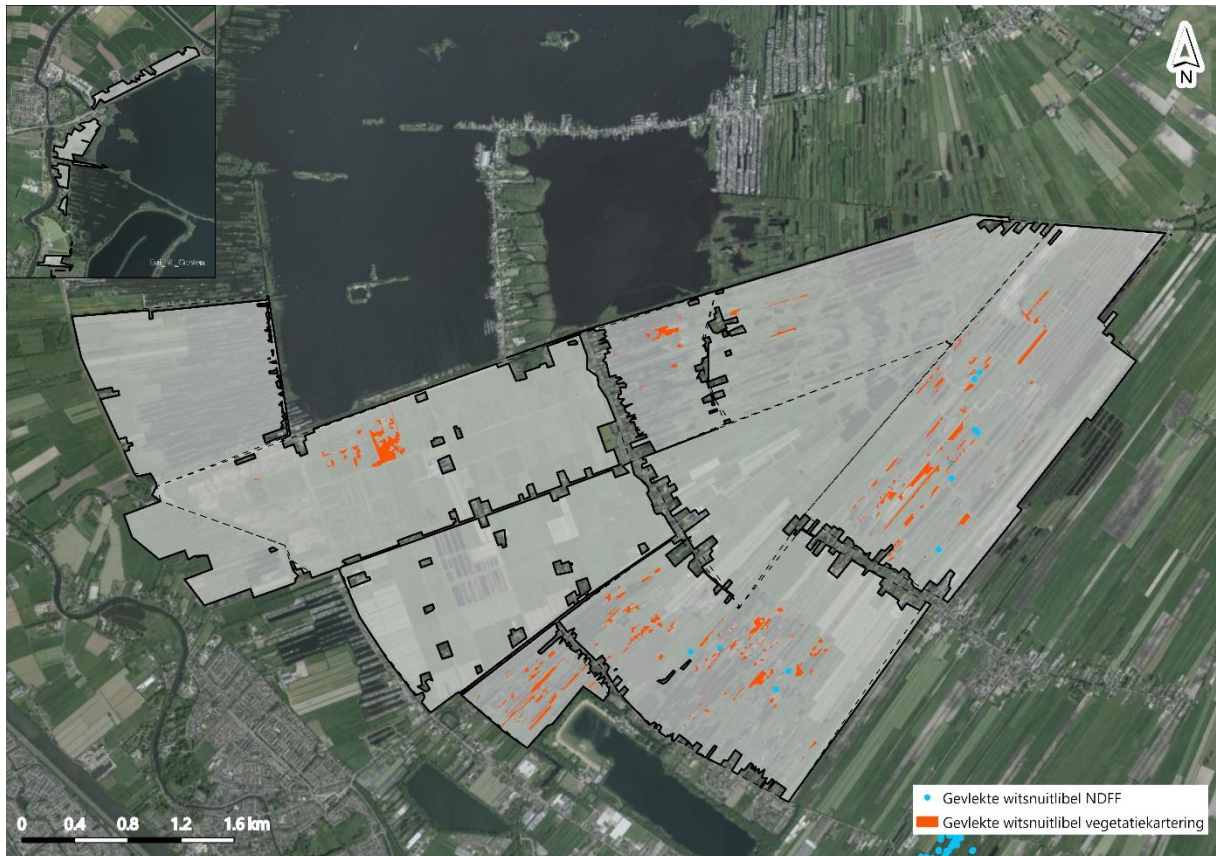 N
Gevlekte witsnuitlibel NDFF
Gevlekte witsnuitlibel vegetatiekartering
0 0.4 0.8 1.2 1.6 km